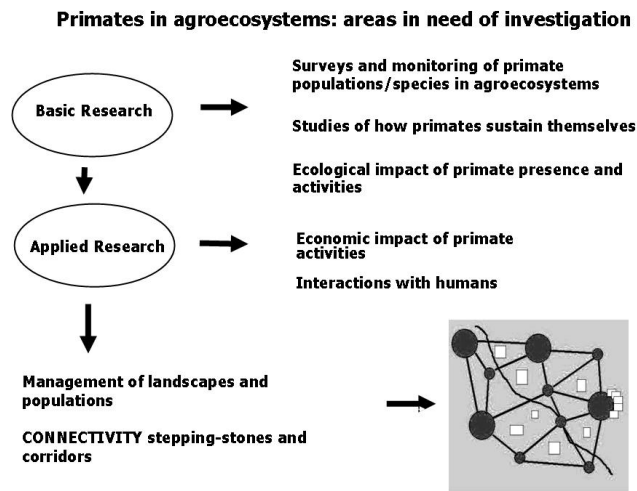 Primates in agroecosystems: areas in need of investigation
Basic Research
Surveys and monitoring of primate
populations/species in agroecosystems
Studies of how primates sustain themselves
Ecological impact of primate presence and
activities
Applied Research
Economic impact of primate
activities
Interactions with humans
Management of landscapes and
populations
CONNECTIVITY stepping-stones and
corridors